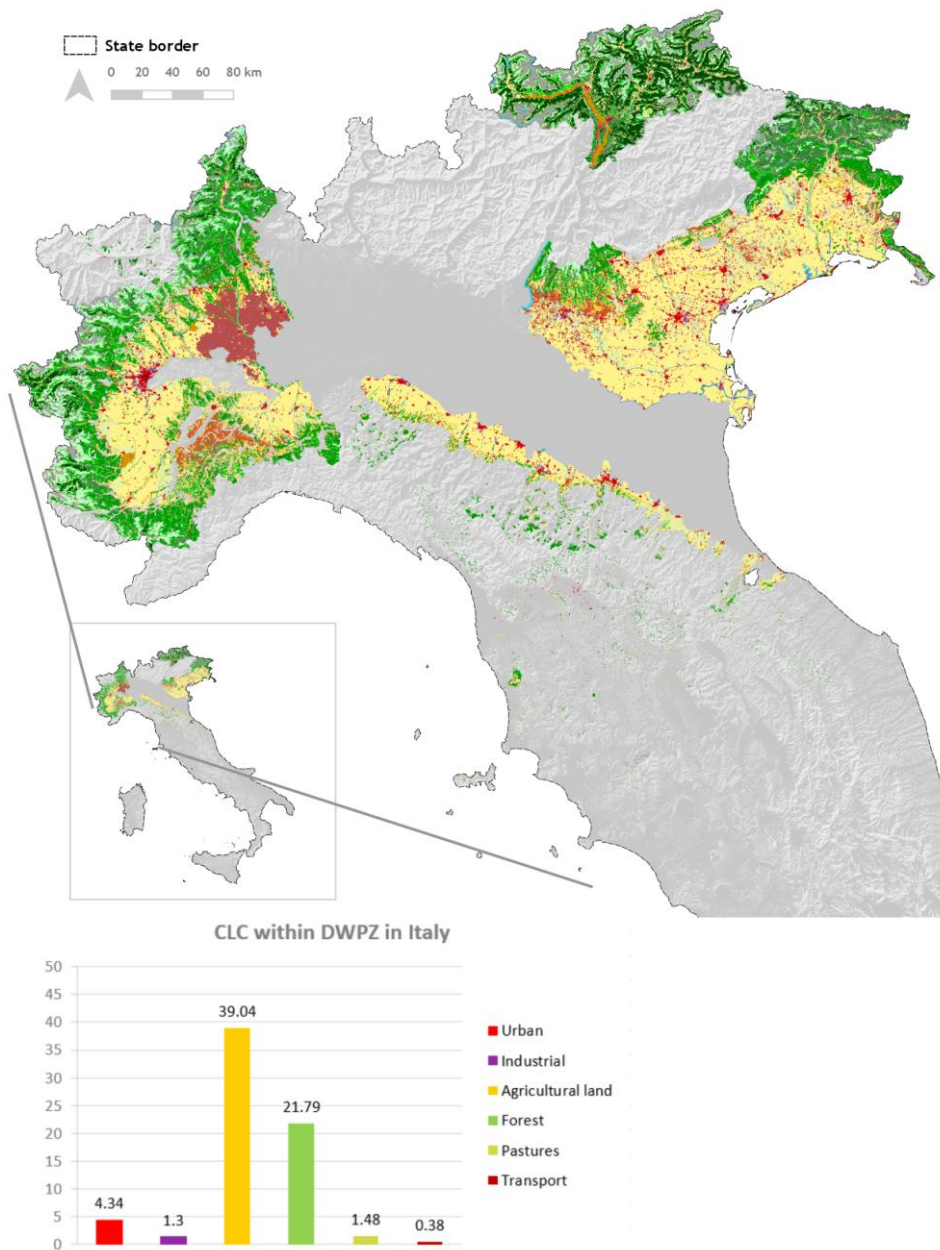 State border
0 20 40 60 80 km
CLC within DWPZ in Italy
50
45
40
35
30
25
20
15
10
5
0
4.34
1.3
39.04
21.79
1.48
0.38
Urban
Industrial
Agricultural land
Forest
Pastures
Transport